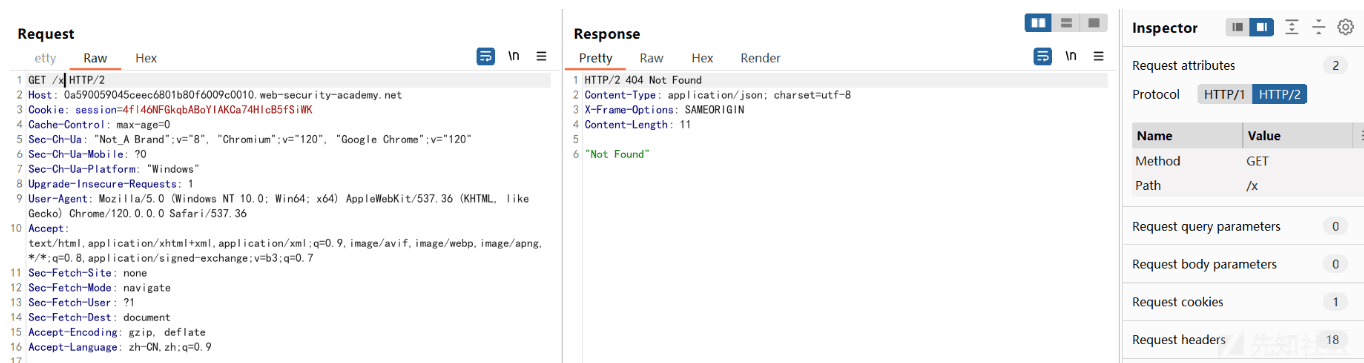 Request
etty Raw Hex \n
1 GET /x HTTP/2
2 Host: 0a590059045ceec6801b80f6009c0010.web-security-academy.net
3 Cookie: session=4fl46NFGkqbABoYIAKCa74HlcB5fSiWK
4 Cache-Control: max-age=0
5 Sec-Ch-Ua: "Not_A Brand";v="8", "Chromium";v="120", "Google Chrome";v="120"
6 Sec-Ch-Ua-Mobile: ?0
7 Sec-Ch-Ua-Platform: "Windows"
8 Upgrade-Insecure-Requests: 1
9 User-Agent: Mozilla/5.0 (Windows NT 10.0; Win64; x64) AppleWebKit/537.36 (KHTML, like
Gecko) Chrome/120.0.0.0 Safari/537.36
10 Accept:
text/html,application/xhtml+xml,application/xml;q=0.9,image/avif,image/webp,image/apng,
*/*;q=0.8,application/signed-exchange;v=b3;q=0.7
11 Sec-Fetch-Site: none
12 Sec-Fetch-Mode: navigate
13 Sec-Fetch-User: ?1
14 Sec-Fetch-Dest: document
15 Accept-Encoding: gzip, deflate
16 Accept-Language: zh-CN,zh;q=0.9
17
Response
Pretty Raw Hex Render \n
1 HTTP/2 404 Not Found
2 Content-Type: application/json; charset=utf-8
3 X-Frame-Options: SAMEORIGIN
4 Content-Length: 11
5
6 "Not Found"
Inspector
Request attributes 2
Protocol HTTP/1 HTTP/2
Name Value
Method GET
Path /x
Request query parameters 0
Request body parameters 0
Request cookies 1
Request headers 18
先知社区